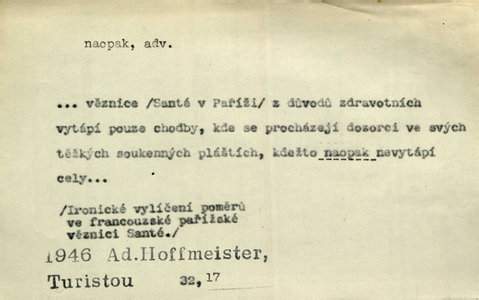 naopak, adv.
... věznice /Santé v Paříži/ z důvodů zdravotních
vytápí pouze chodby, kde se procházejí dozorci ve svých
těžkých soukenných pláštích, kdežto naopak nevytápí
cely...
/Ironické vylíčení poměrů
ve francouzské pařížské
věznici Santé./
1946 Ad.Hoffmeister,
Turistou 32, 17